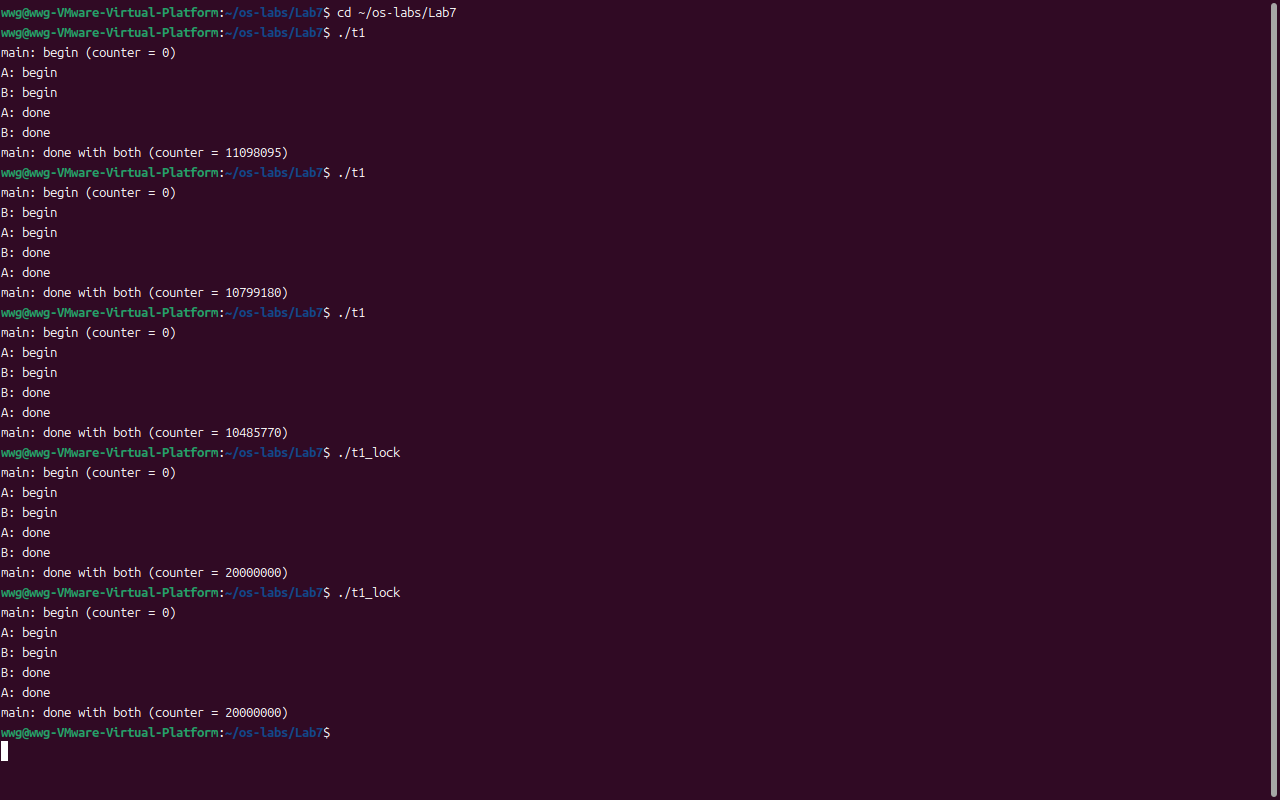 wwg@wwg-VMware-Virtual-Platform:~/os-labs/Lab7$ cd ~/os-labs/Lab7
wwg@wwg-VMware-Virtual-Platform:~/os-labs/Lab7$ ./t1
main: begin (counter = 0)
A: begin
B: begin
A: done
B: done
main: done with both (counter = 11098095)
wwg@wwg-VMware-Virtual-Platform:~/os-labs/Lab7$ ./t1
main: begin (counter = 0)
B: begin
A: begin
B: done
A: done
main: done with both (counter = 10799180)
wwg@wwg-VMware-Virtual-Platform:~/os-labs/Lab7$ ./t1
main: begin (counter = 0)
A: begin
B: begin
B: done
A: done
main: done with both (counter = 10485770)
wwg@wwg-VMware-Virtual-Platform:~/os-labs/Lab7$ ./t1_lock
main: begin (counter = 0)
A: begin
B: begin
A: done
B: done
main: done with both (counter = 20000000)
wwg@wwg-VMware-Virtual-Platform:~/os-labs/Lab7$ ./t1_lock
main: begin (counter = 0)
A: begin
B: begin
B: done
A: done
main: done with both (counter = 20000000)
wwg@wwg-VMware-Virtual-Platform:~/os-labs/Lab7$